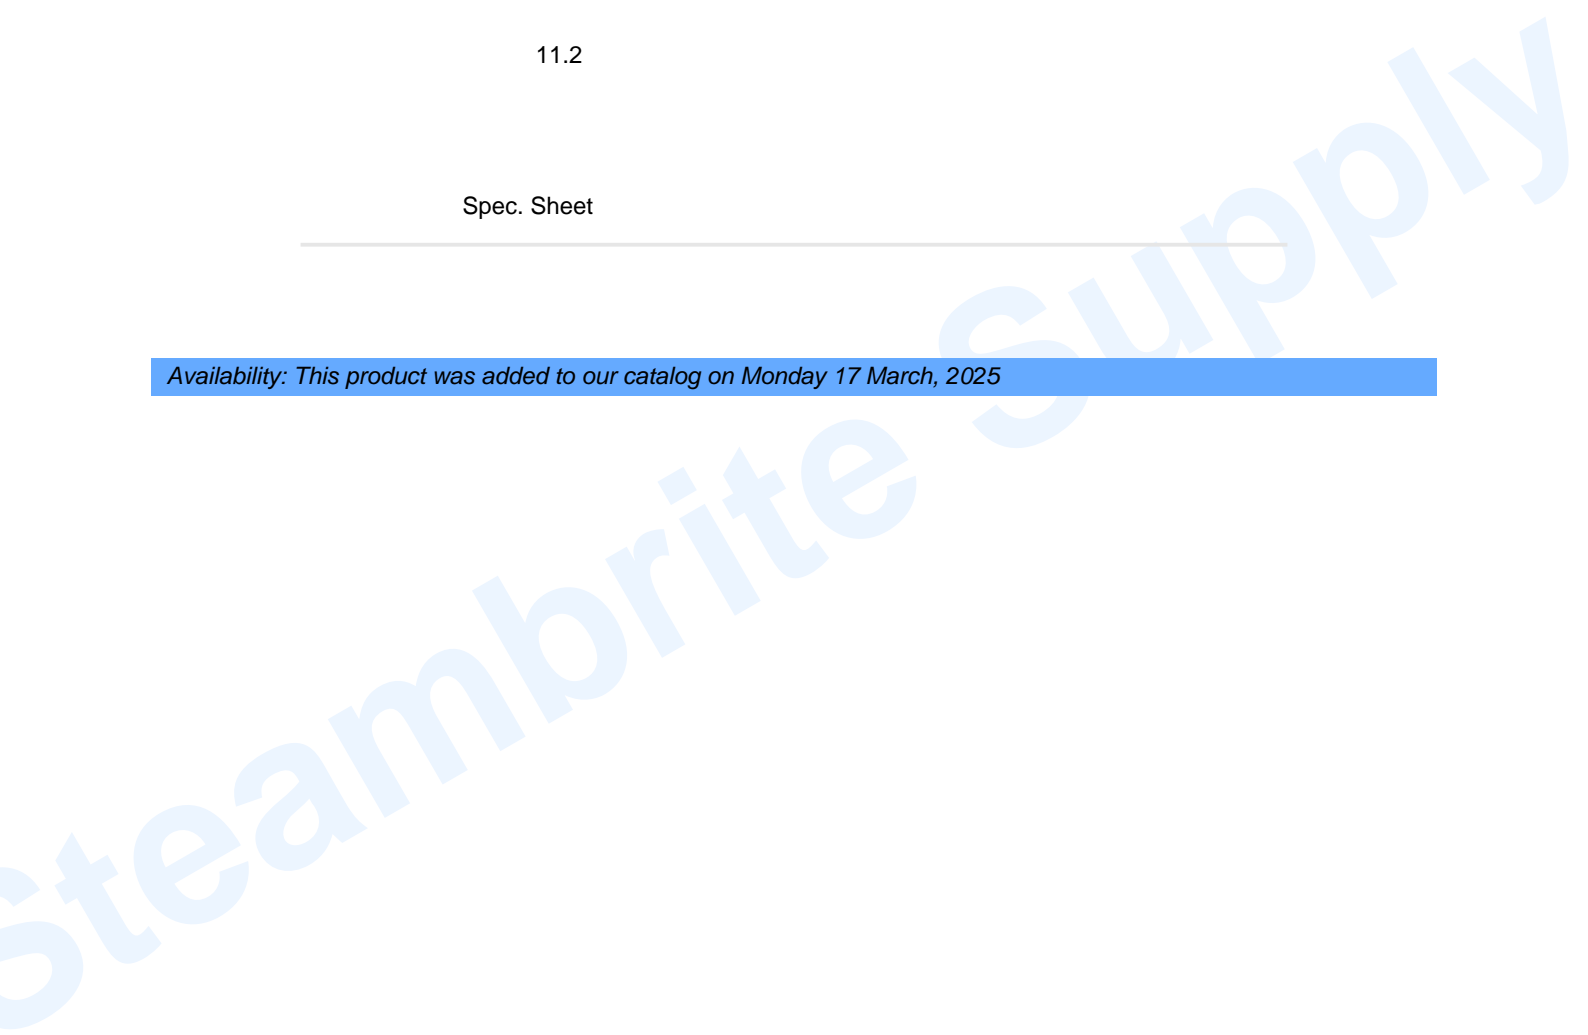 11.2
Spec. Sheet
Availability: This product was added to our catalog on Monday 17 March, 2025
Steambrite Supply